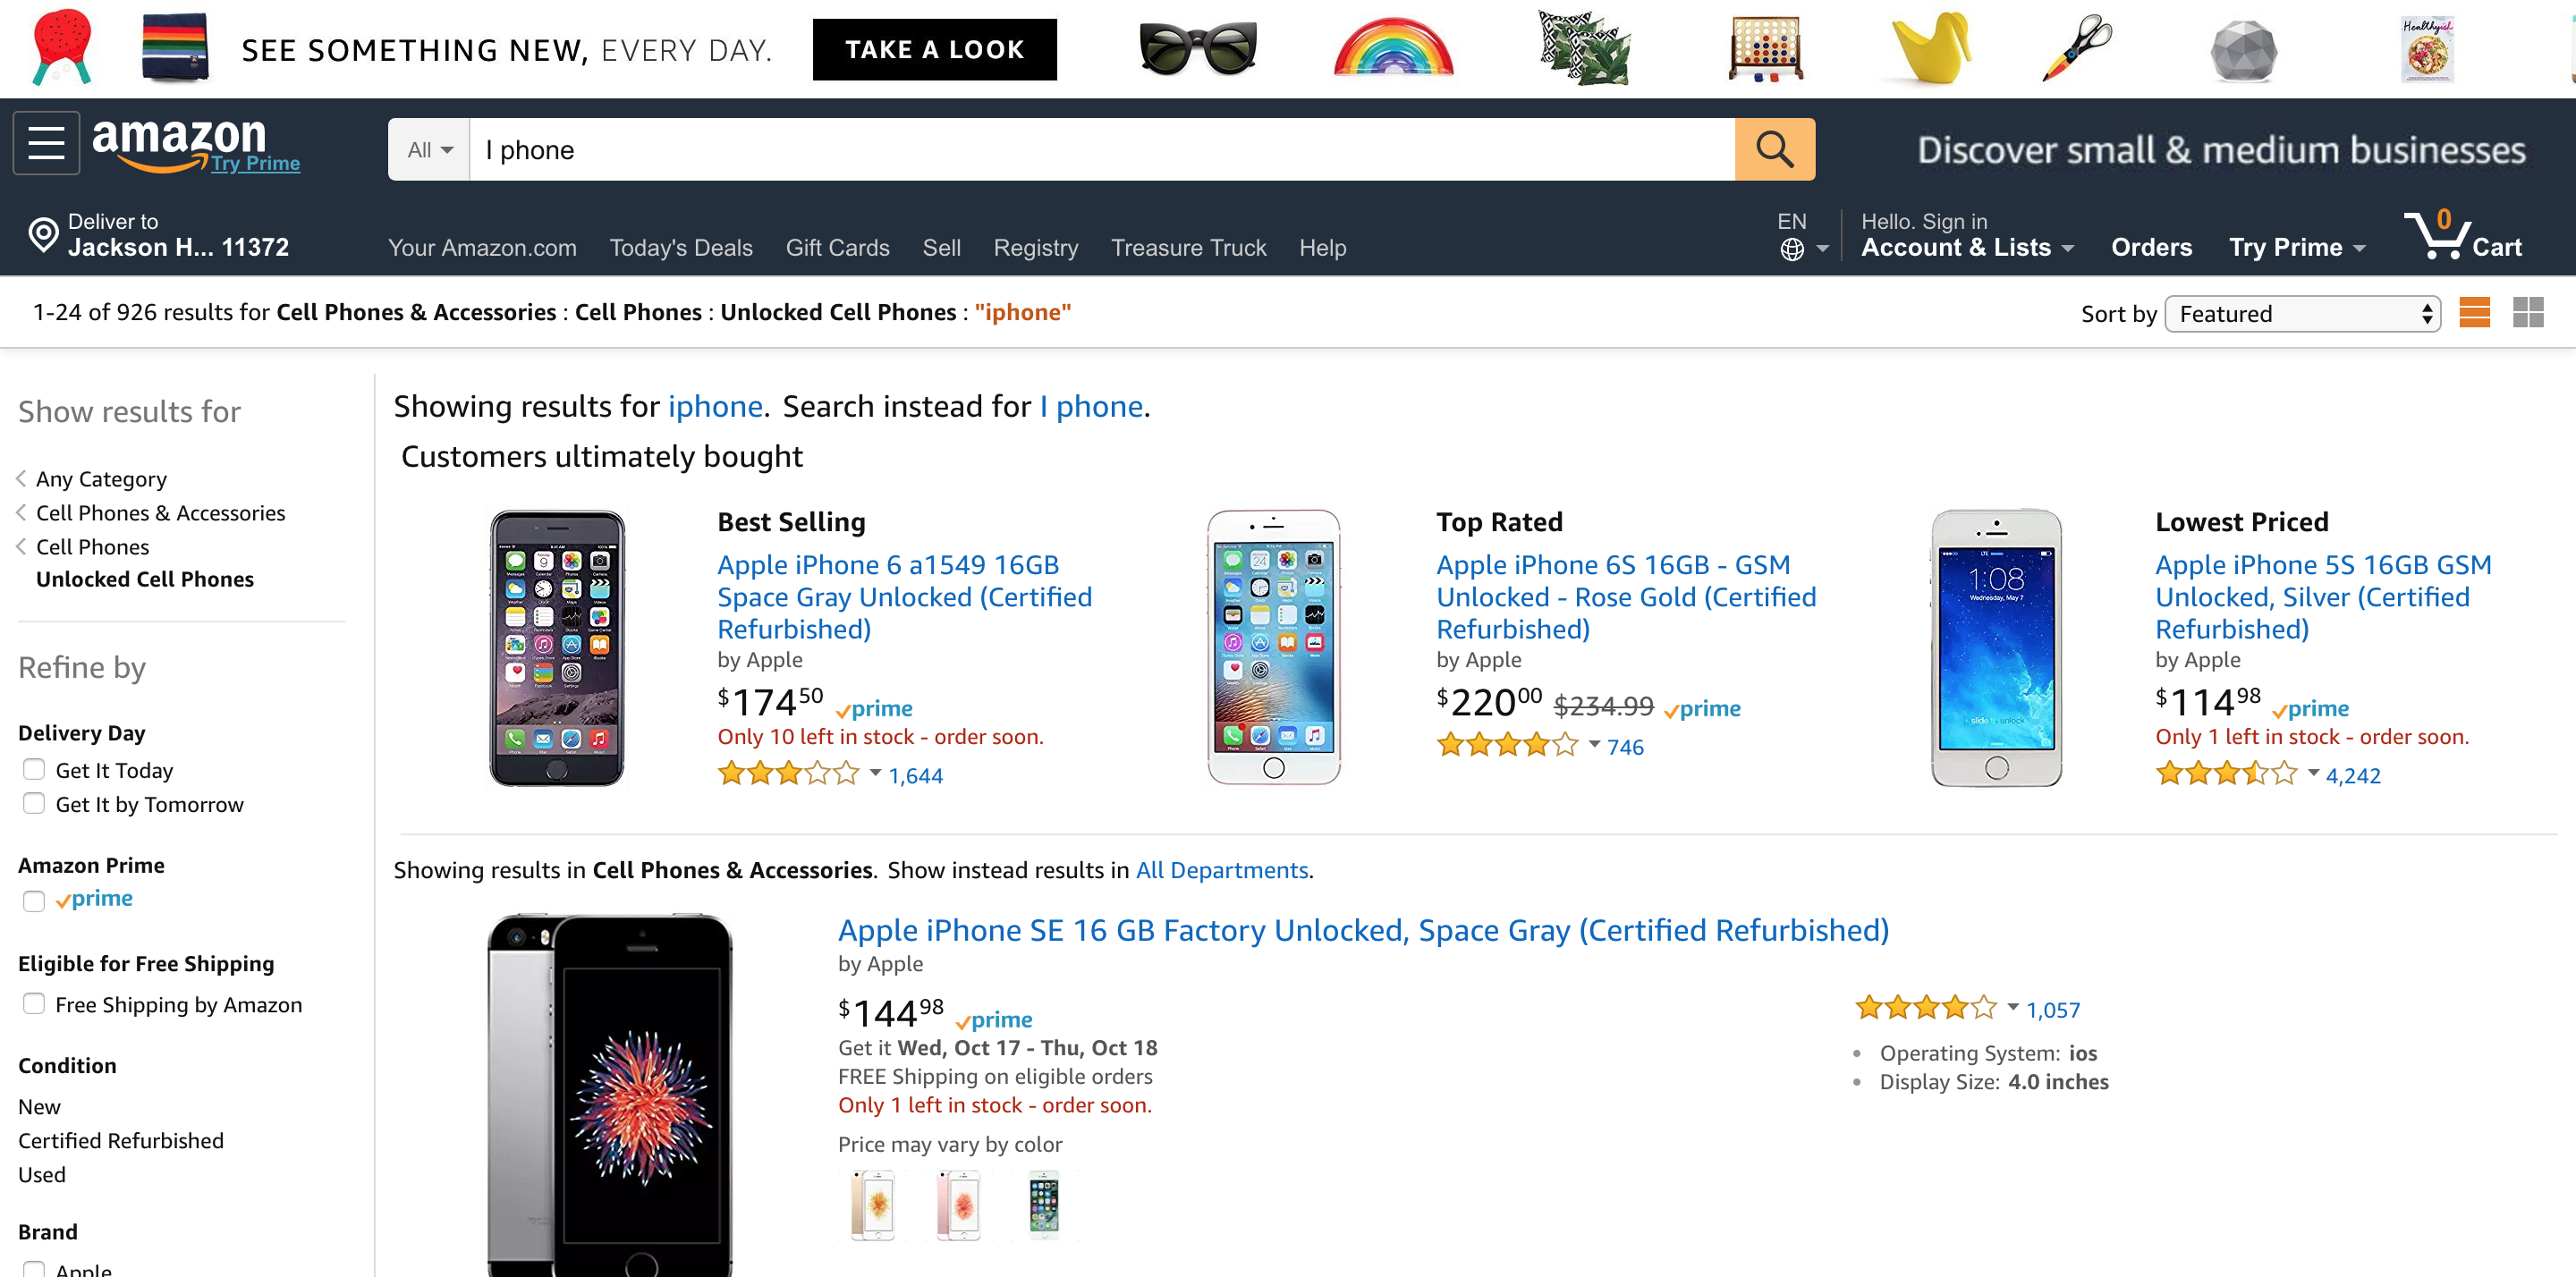 SEE SOMETHING NEW, EVERY DAY.
TAKE A LOOK
Healthyish
amazon
Try Prime
All
I phone
Discover small & medium businesses
Deliver to
Jackson H... 11372
Your Amazon.com
Today's Deals
Gift Cards
Sell
Registry
Treasure Truck
Help
EN
Hello. Sign in
Account & Lists
Orders
Try Prime
0
Cart
1-24 of 926 results for Cell Phones & Accessories : Cell Phones : Unlocked Cell Phones : "iphone"
Sort by
Featured
Show results for
Any Category
Cell Phones & Accessories
Cell Phones
Unlocked Cell Phones
Refine by
Delivery Day
Get It Today
Get It by Tomorrow
Amazon Prime
prime
Eligible for Free Shipping
Free Shipping by Amazon
Condition
New
Certified Refurbished
Used
Brand
Apple
Showing results for iphone. Search instead for I phone.
Customers ultimately bought
Best Selling
Apple iPhone 6 a1549 16GB
Space Gray Unlocked (Certified
Refurbished)
by Apple
$174 50 prime
Only 10 left in stock - order soon.
1,644
Top Rated
Apple iPhone 6S 16GB - GSM
Unlocked - Rose Gold (Certified
Refurbished)
by Apple
$220 00 $234.99 prime
746
1:08
Wednesday, May 7
slide to unlock
Lowest Priced
Apple iPhone 5S 16GB GSM
Unlocked, Silver (Certified
Refurbished)
by Apple
$114 98 prime
Only 1 left in stock - order soon.
4,242
Showing results in Cell Phones & Accessories. Show instead results in All Departments.
Apple iPhone SE 16 GB Factory Unlocked, Space Gray (Certified Refurbished)
by Apple
$144 98 prime
Get it Wed, Oct 17 - Thu, Oct 18
FREE Shipping on eligible orders
Only 1 left in stock - order soon.
Price may vary by color
1,057
Operating System: ios
Display Size: 4.0 inches